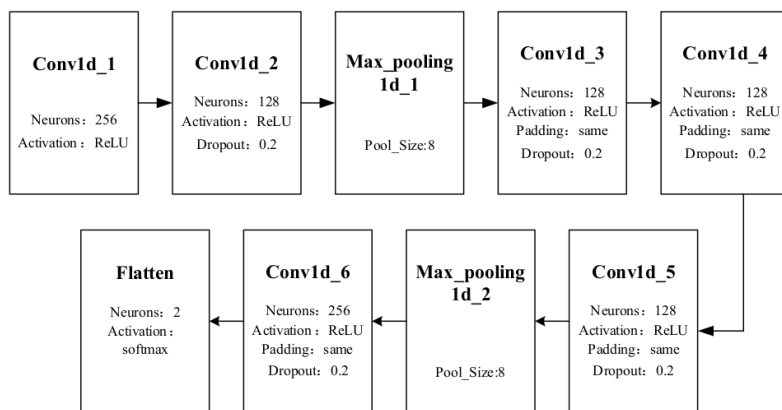 Conv1d_1
Neurons：256
Activation：ReLU
Conv1d_2
Neurons：128
Activation：ReLU
Dropout：0.2
Max_pooling
1d_1
Pool_Size:8
Conv1d_3
Neurons：128
Activation：ReLU
Padding：same
Dropout：0.2
Conv1d_4
Neurons：128
Activation：ReLU
Padding：same
Dropout：0.2
Flatten
Neurons：2
Activation：
softmax
Conv1d_6
Neurons：256
Activation：ReLU
Padding：same
Dropout：0.2
Max_pooling
1d_2
Pool_Size:8
Conv1d_5
Neurons：128
Activation：ReLU
Padding：same
Dropout：0.2